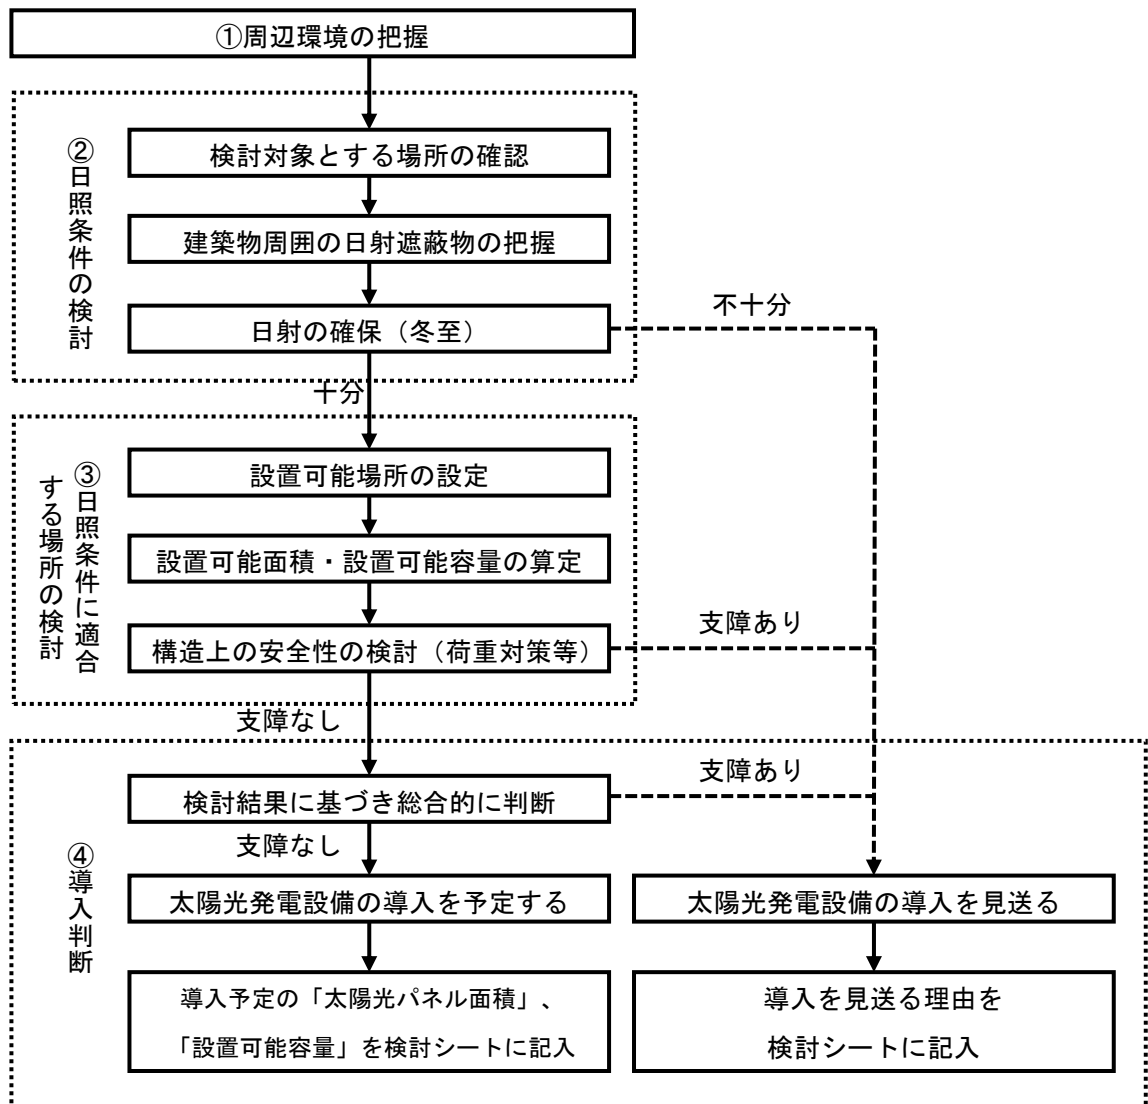 ①周辺環境の把握
②日照条件の検討
検討対象とする場所の確認
建築物周囲の日射遮蔽物の把握
日射の確保（冬至）
不十分
十分
③日照条件に適合
する場所の検討
設置可能場所の設定
設置可能面積・設置可能容量の算定
構造上の安全性の検討（荷重対策等）
支障あり
支障なし
④導入判断
検討結果に基づき総合的に判断
支障あり
支障なし
太陽光発電設備の導入を予定する
太陽光発電設備の導入を見送る
導入予定の「太陽光パネル面積」、
「設置可能容量」を検討シートに記入
導入を見送る理由を
検討シートに記入